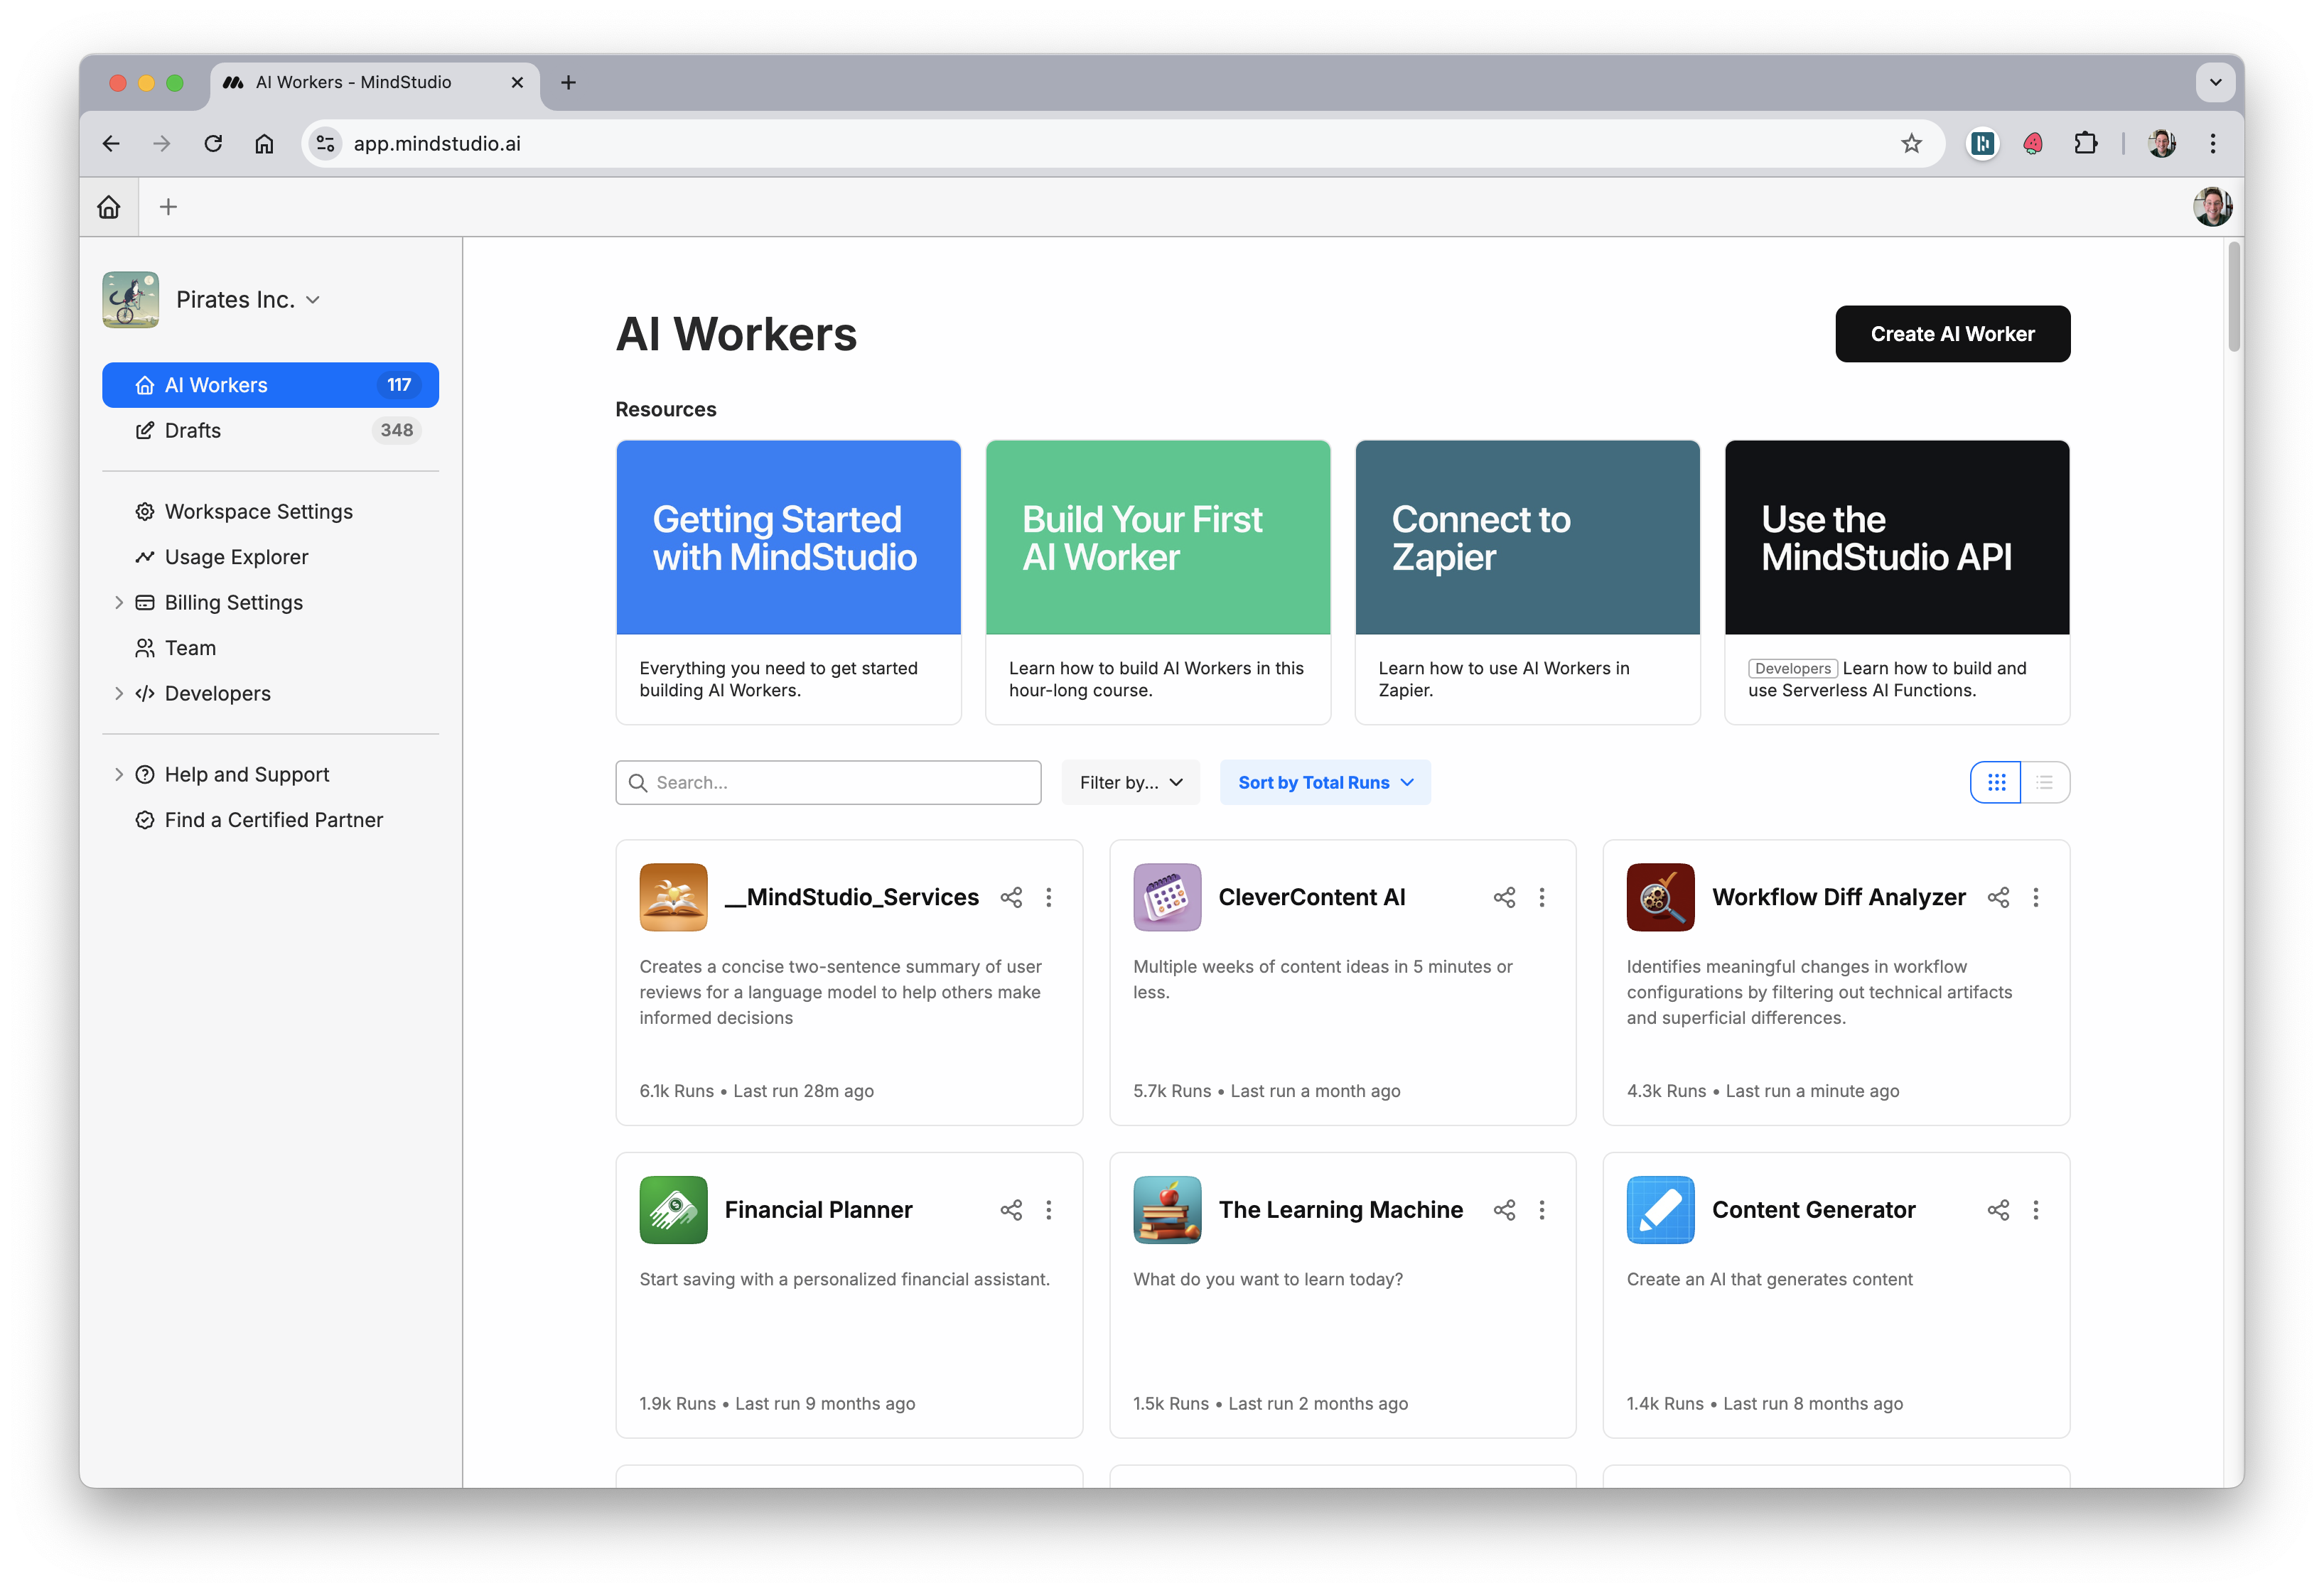 AI Workers - MindStudio
app.mindstudio.ai
Pirates Inc.
AI Workers 117
Drafts 348
Workspace Settings
Usage Explorer
Billing Settings
Team
Developers
Help and Support
Find a Certified Partner
AI Workers
Create AI Worker
Resources
Getting Started
with MindStudio
Everything you need to get started
building AI Workers.
Build Your First
AI Worker
Learn how to build AI Workers in this
hour-long course.
Connect to
Zapier
Learn how to use AI Workers in
Zapier.
Use the
MindStudio API
Developers Learn how to build and
use Serverless AI Functions.
Search...
Filter by...
Sort by Total Runs
__MindStudio_Services
Creates a concise two-sentence summary of user
reviews for a language model to help others make
informed decisions
6.1k Runs • Last run 28m ago
CleverContent AI
Multiple weeks of content ideas in 5 minutes or
less.
5.7k Runs • Last run a month ago
Workflow Diff Analyzer
Identifies meaningful changes in workflow
configurations by filtering out technical artifacts
and superficial differences.
4.3k Runs • Last run a minute ago
Financial Planner
Start saving with a personalized financial assistant.
1.9k Runs • Last run 9 months ago
The Learning Machine
What do you want to learn today?
1.5k Runs • Last run 2 months ago
Content Generator
Create an AI that generates content
1.4k Runs • Last run 8 months ago